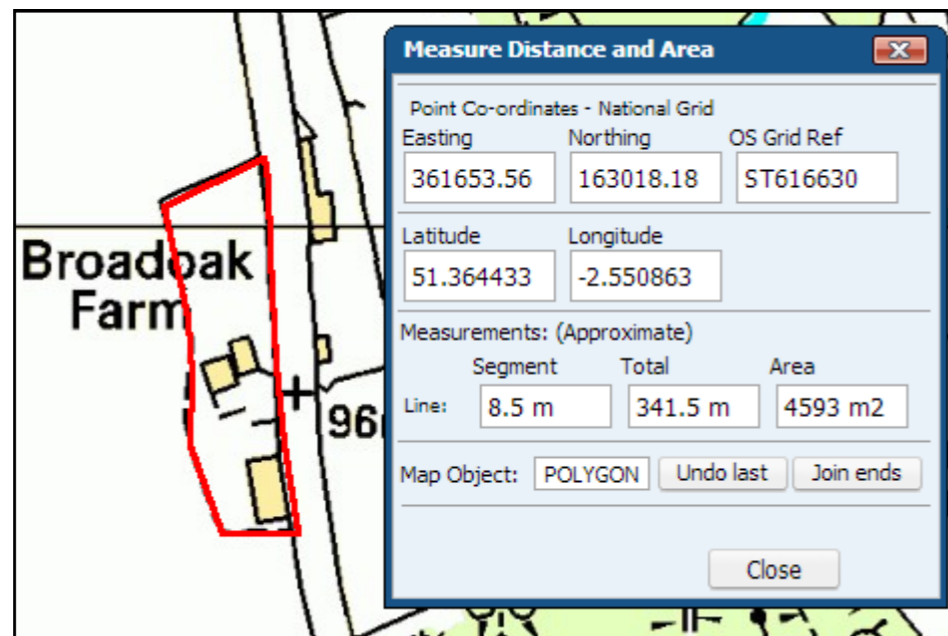 Broadoak
Farm
96
Measure Distance and Area
Point Co-ordinates - National Grid
Easting Northing OS Grid Ref
361653.56 163018.18 ST616630
Latitude Longitude
51.364433 -2.550863
Measurements: (Approximate)
Segment Total Area
Line: 8.5 m 341.5 m 4593 m2
Map Object: POLYGON Undo last Join ends
Close